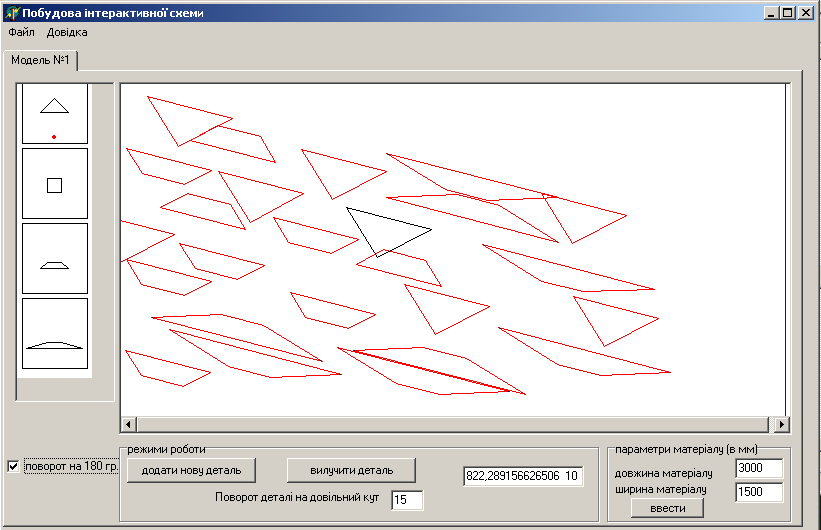 Побудова інтерактивної схеми
Файл Довідка
Модель №1
поворот на 180 гр.
режими роботи
додати нову деталь
вилучити деталь
822,289156626506 10
Поворот деталі на довільний кут 15
параметри матеріалу (в мм)
довжина матеріалу 3000
ширина матеріалу 1500
ввести